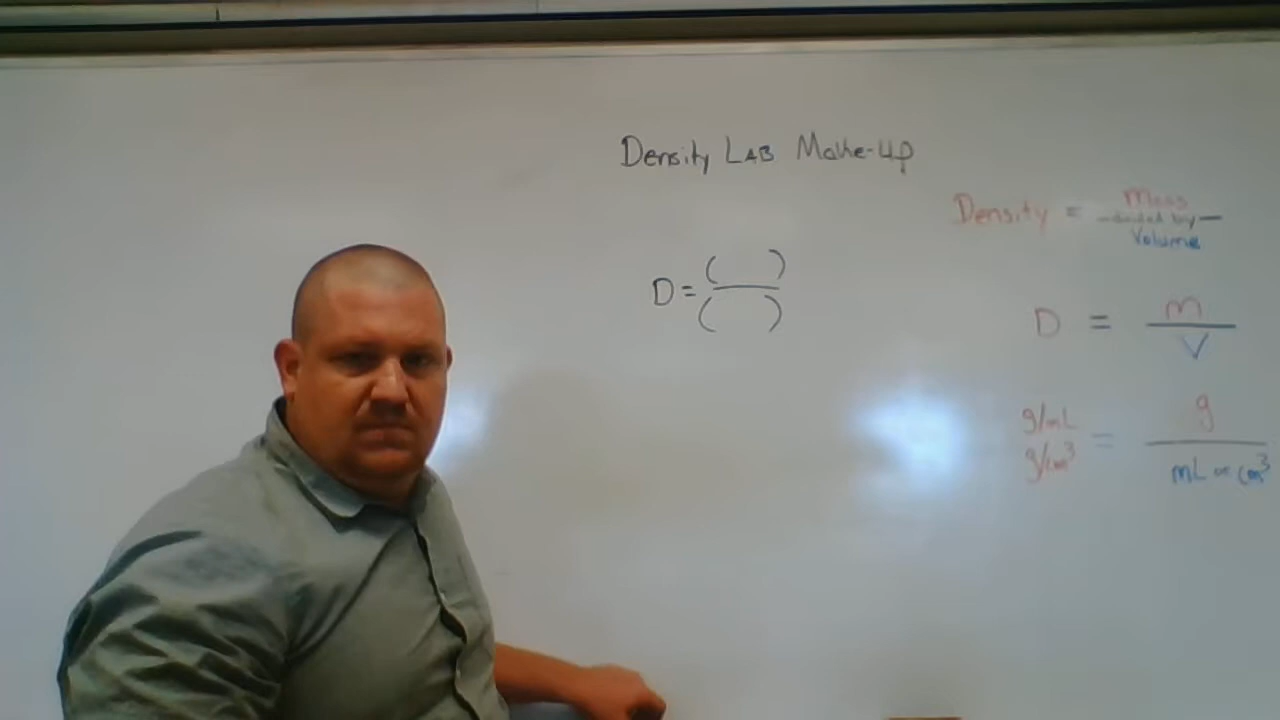 Density LAB Make-up
Density = Mass
divided by
Volume
D = ( )
( )
D = m
V
g/mL
g/cm³ = g
mL or cm³